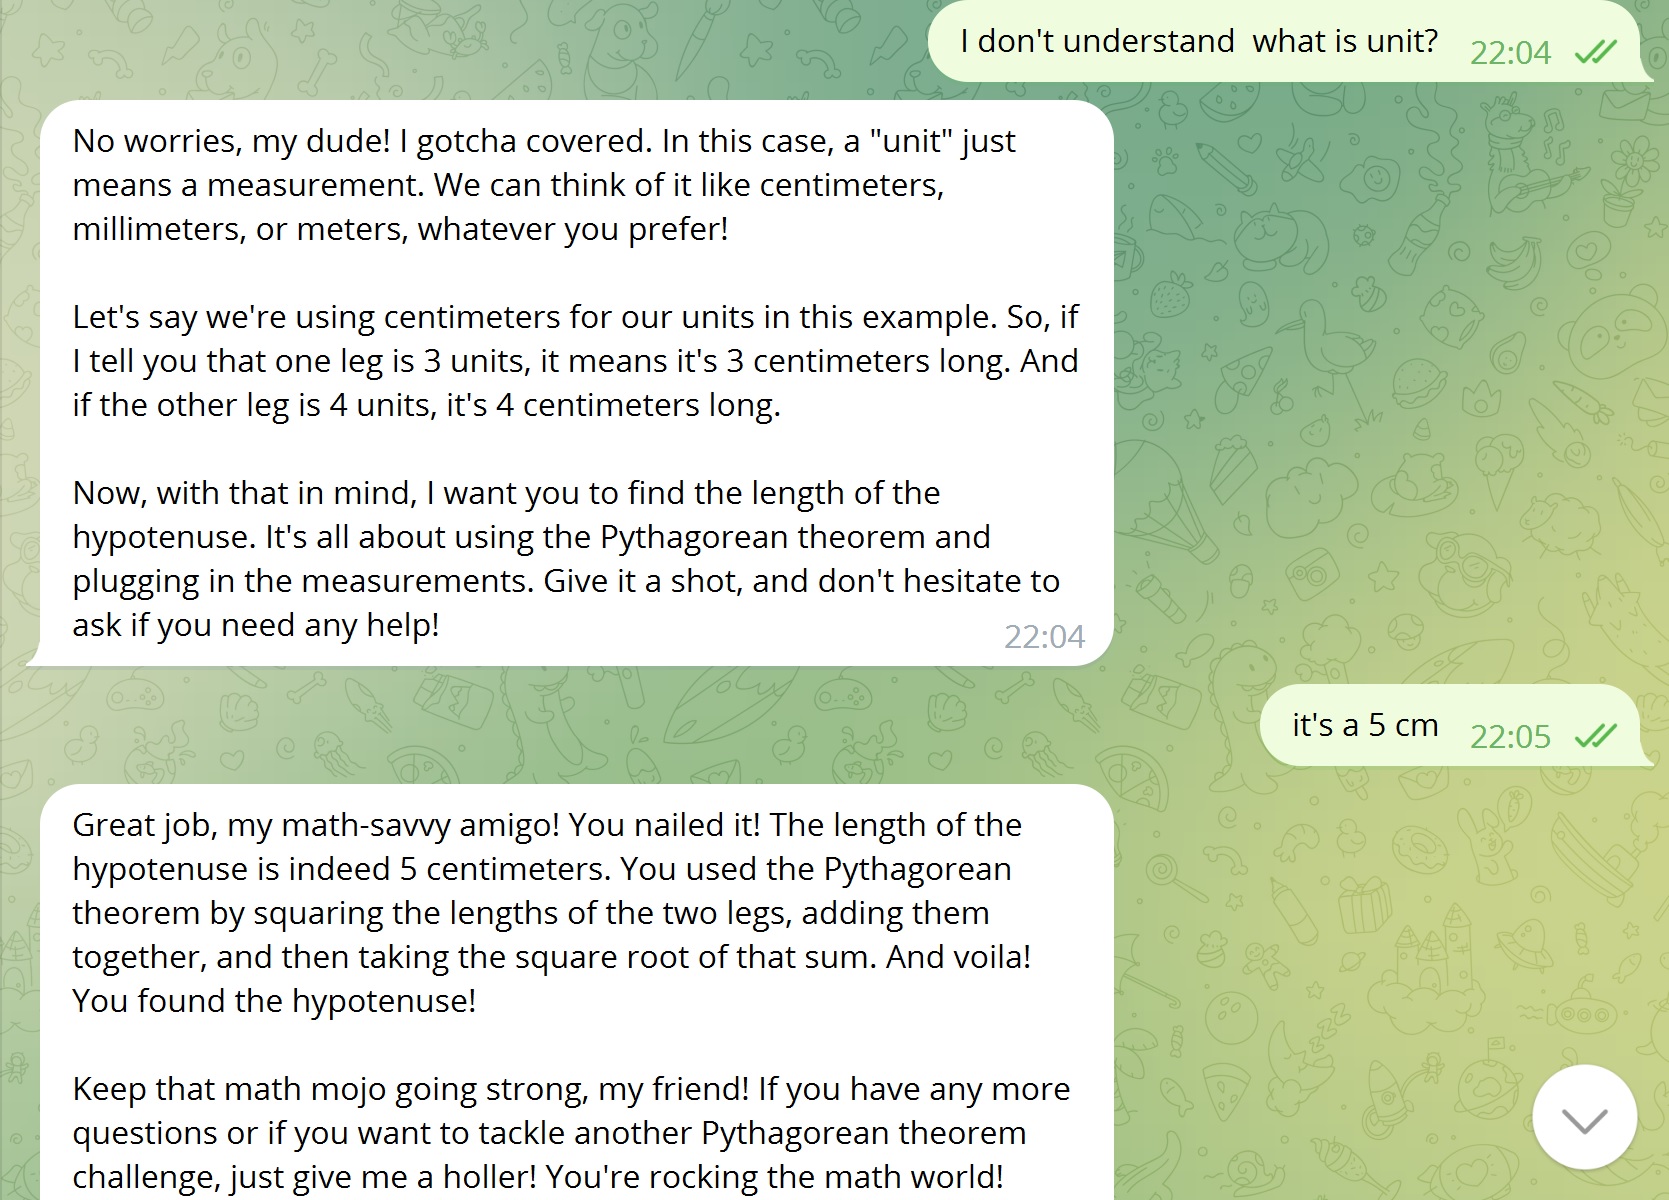 I don't understand  what is unit? 22:04
No worries, my dude! I gotcha covered. In this case, a "unit" just
means a measurement. We can think of it like centimeters,
millimeters, or meters, whatever you prefer!
Let's say we're using centimeters for our units in this example. So, if
I tell you that one leg is 3 units, it means it's 3 centimeters long. And
if the other leg is 4 units, it's 4 centimeters long.
Now, with that in mind, I want you to find the length of the
hypotenuse. It's all about using the Pythagorean theorem and
plugging in the measurements. Give it a shot, and don't hesitate to
ask if you need any help!
22:04
it's a 5 cm 22:05
Great job, my math-savvy amigo! You nailed it! The length of the
hypotenuse is indeed 5 centimeters. You used the Pythagorean
theorem by squaring the lengths of the two legs, adding them
together, and then taking the square root of that sum. And voila!
You found the hypotenuse!
Keep that math mojo going strong, my friend! If you have any more
questions or if you want to tackle another Pythagorean theorem
challenge, just give me a holler! You're rocking the math world!